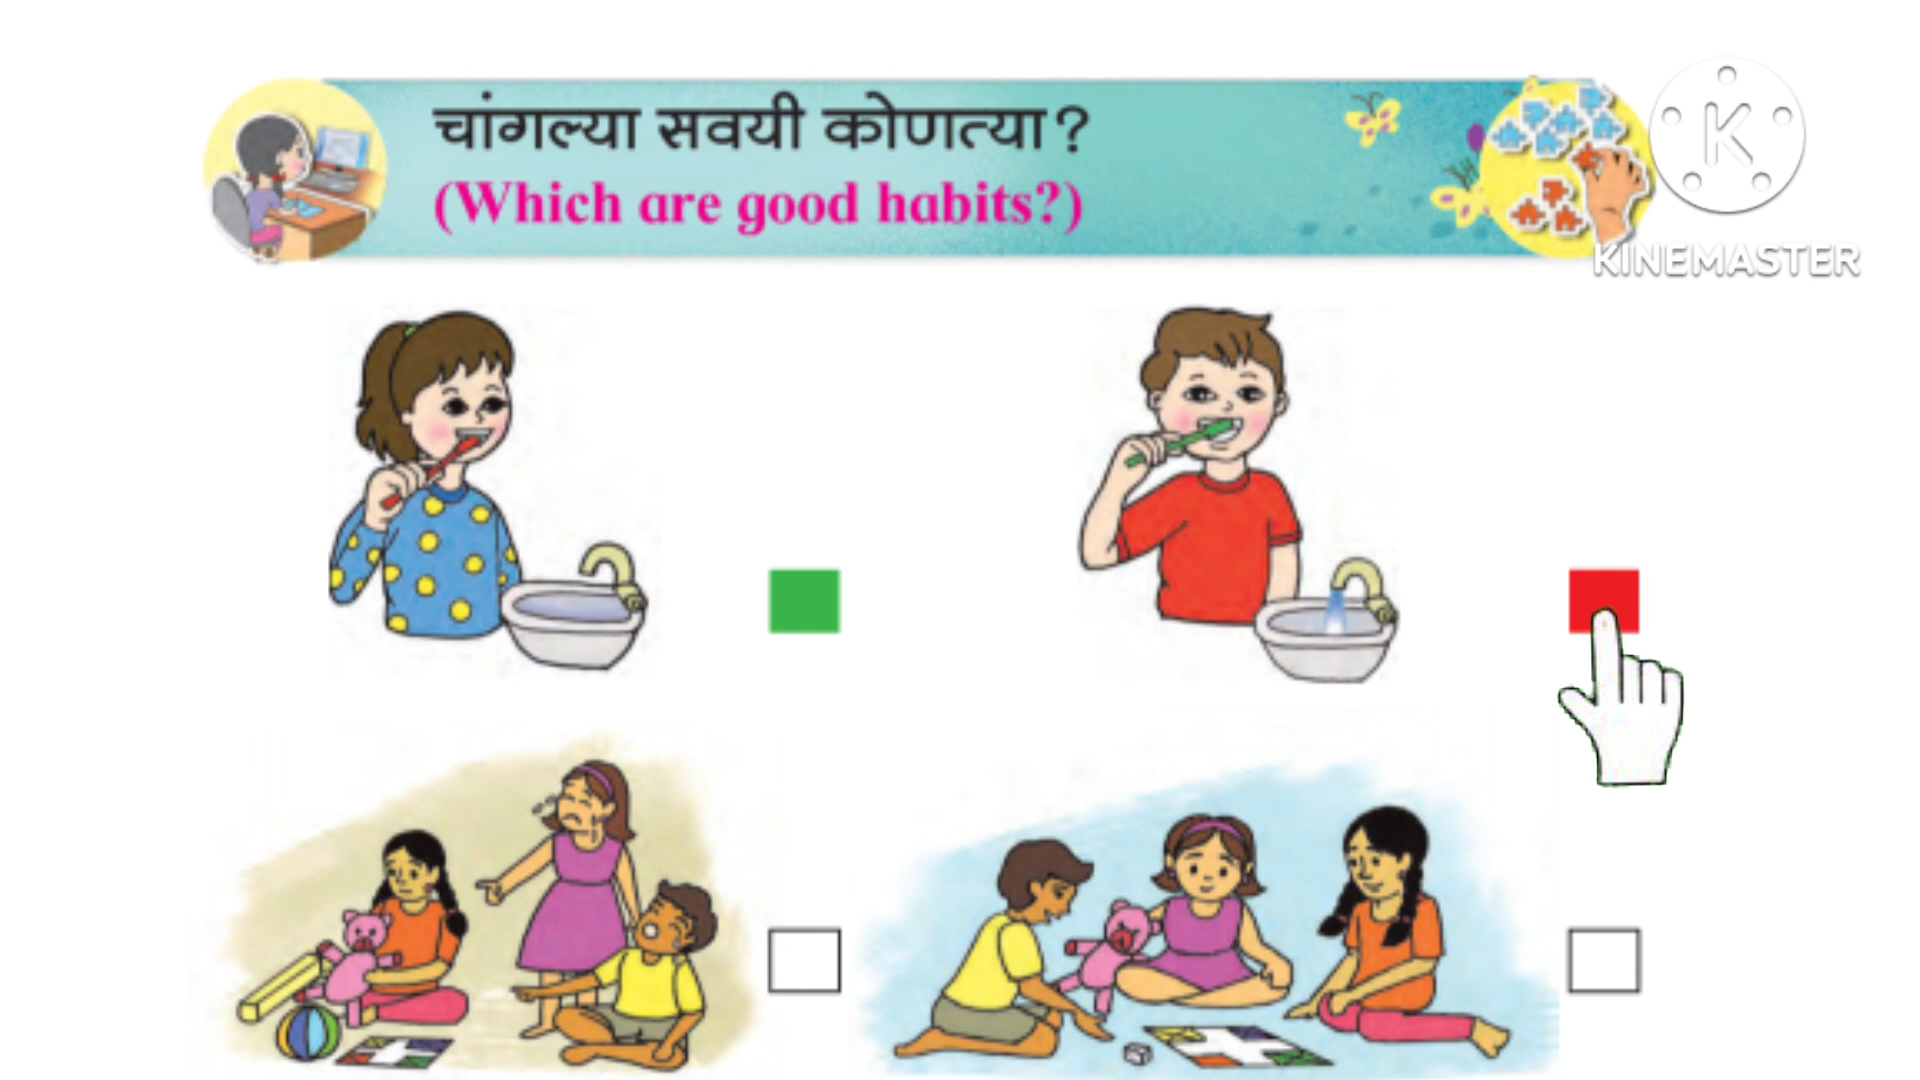 चांगल्या सवयी कोणत्या?
(Which are good habits?)
K
KINEMASTER